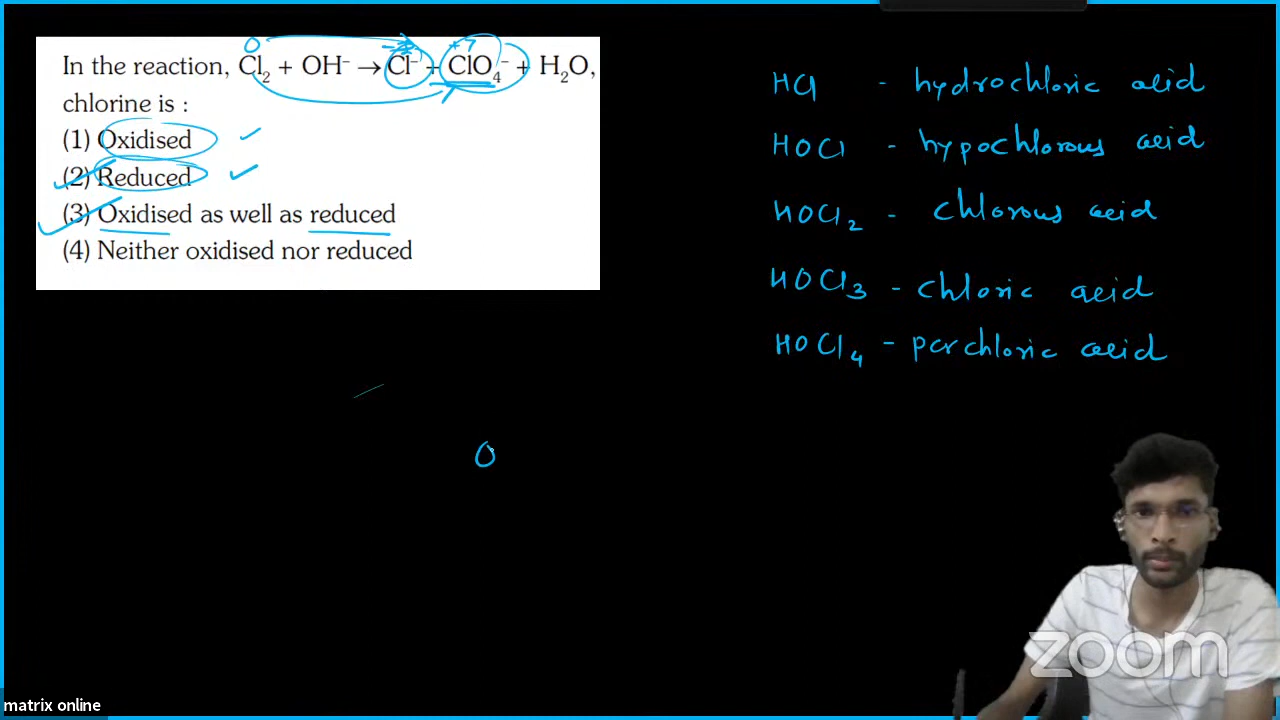 In the reaction, Cl₂ + OH⁻ → Cl⁻ + ClO₄⁻ + H₂O,
chlorine is :
(1) Oxidised
(2) Reduced
(3) Oxidised as well as reduced
(4) Neither oxidised nor reduced
0
+7
HCl - hydrochloric acid
HOCl - hypochlorous acid
HOCl₂ - chlorous acid
HOCl₃ - chloric acid
HOCl₄ - perchloric acid
O
zoom
matrix online